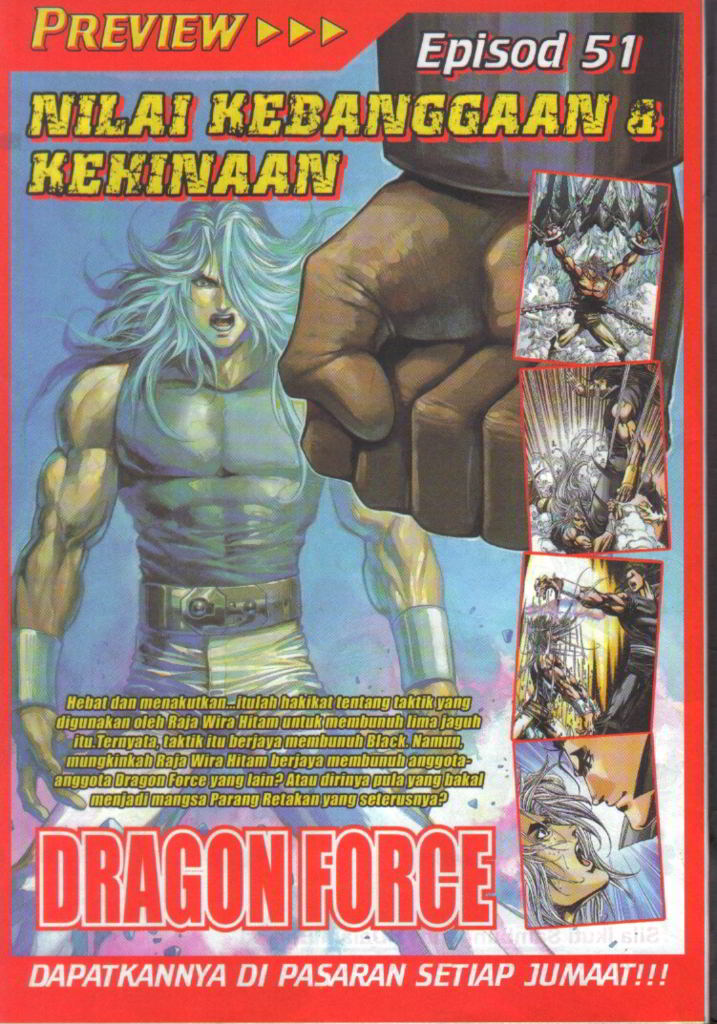 PREVIEW
Episod 51
NILAI KEBANGGAAN &
KEHINAAN
Hebat dan menakutkan...itulah hakikat tentang taktik yang
digunakan oleh Raja Wira Hitam untuk membunuh lima jaguh
itu. Ternyata, taktik itu berjaya membunuh Black. Namun,
mungkinkah Raja Wira Hitam berjaya membunuh anggota-
anggota Dragon Force yang lain? Atau dirinya pula yang bakal
menjadi mangsa Parang Retakan yang seterusnya?
DRAGON FORCE
DAPATKANNYA DI PASARAN SETIAP JUMAAT!!!